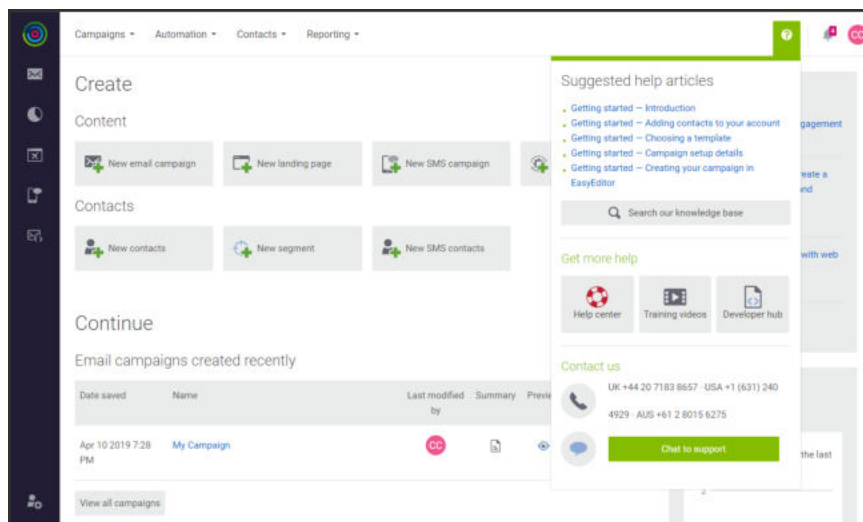 Campaigns Automation Contacts Reporting
?
4
CC
Create
Content
New email campaign
New landing page
New SMS campaign
Contacts
New contacts
New segment
New SMS contacts
Continue
Email campaigns created recently
Date saved Name Last modified by Summary
Apr 10 2019 7:28 PM
My Campaign
CC
View all campaigns
Suggested help articles
Getting started – Introduction
Getting started – Adding contacts to your account
Getting started – Choosing a template
Getting started – Campaign setup details
Getting started – Creating your campaign in
EasyEditor
Search our knowledge base
Get more help
Help center
Training videos
Developer hub
Contact us
UK +44 20 7183 8657 · USA +1 (631) 240
4929 · AUS +61 2 8015 6275
Chat to support
with web
the last
2